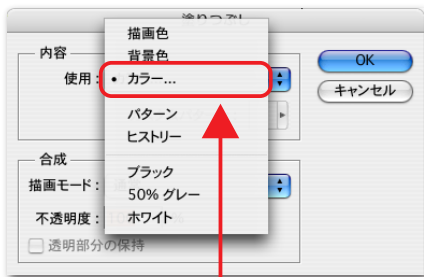 塗りつぶし
内容
使用：
描画色
背景色
• カラー...
パターン
ヒストリー
ブラック
50% グレー
ホワイト
OK
キャンセル
合成
描画モード：
不透明度：
透明部分の保持